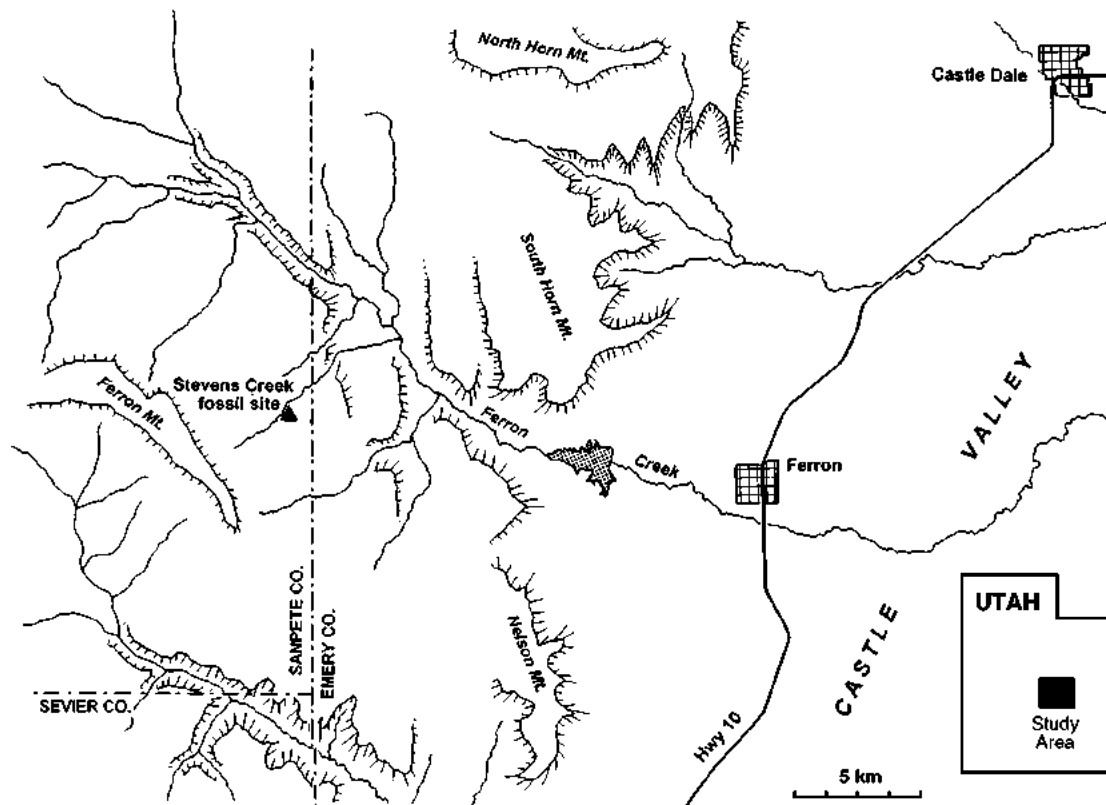 North Horn Mt.
Castle Dale
South Horn Mt.
Stevens Creek
fossil site
Ferron Mt.
Ferron
Creek
Ferron
VALLEY
CASTLE
SAMPETE CO.
EMERY CO.
SEVIER CO.
Nelson Mt.
Hwy 10
5 km
UTAH
Study
Area